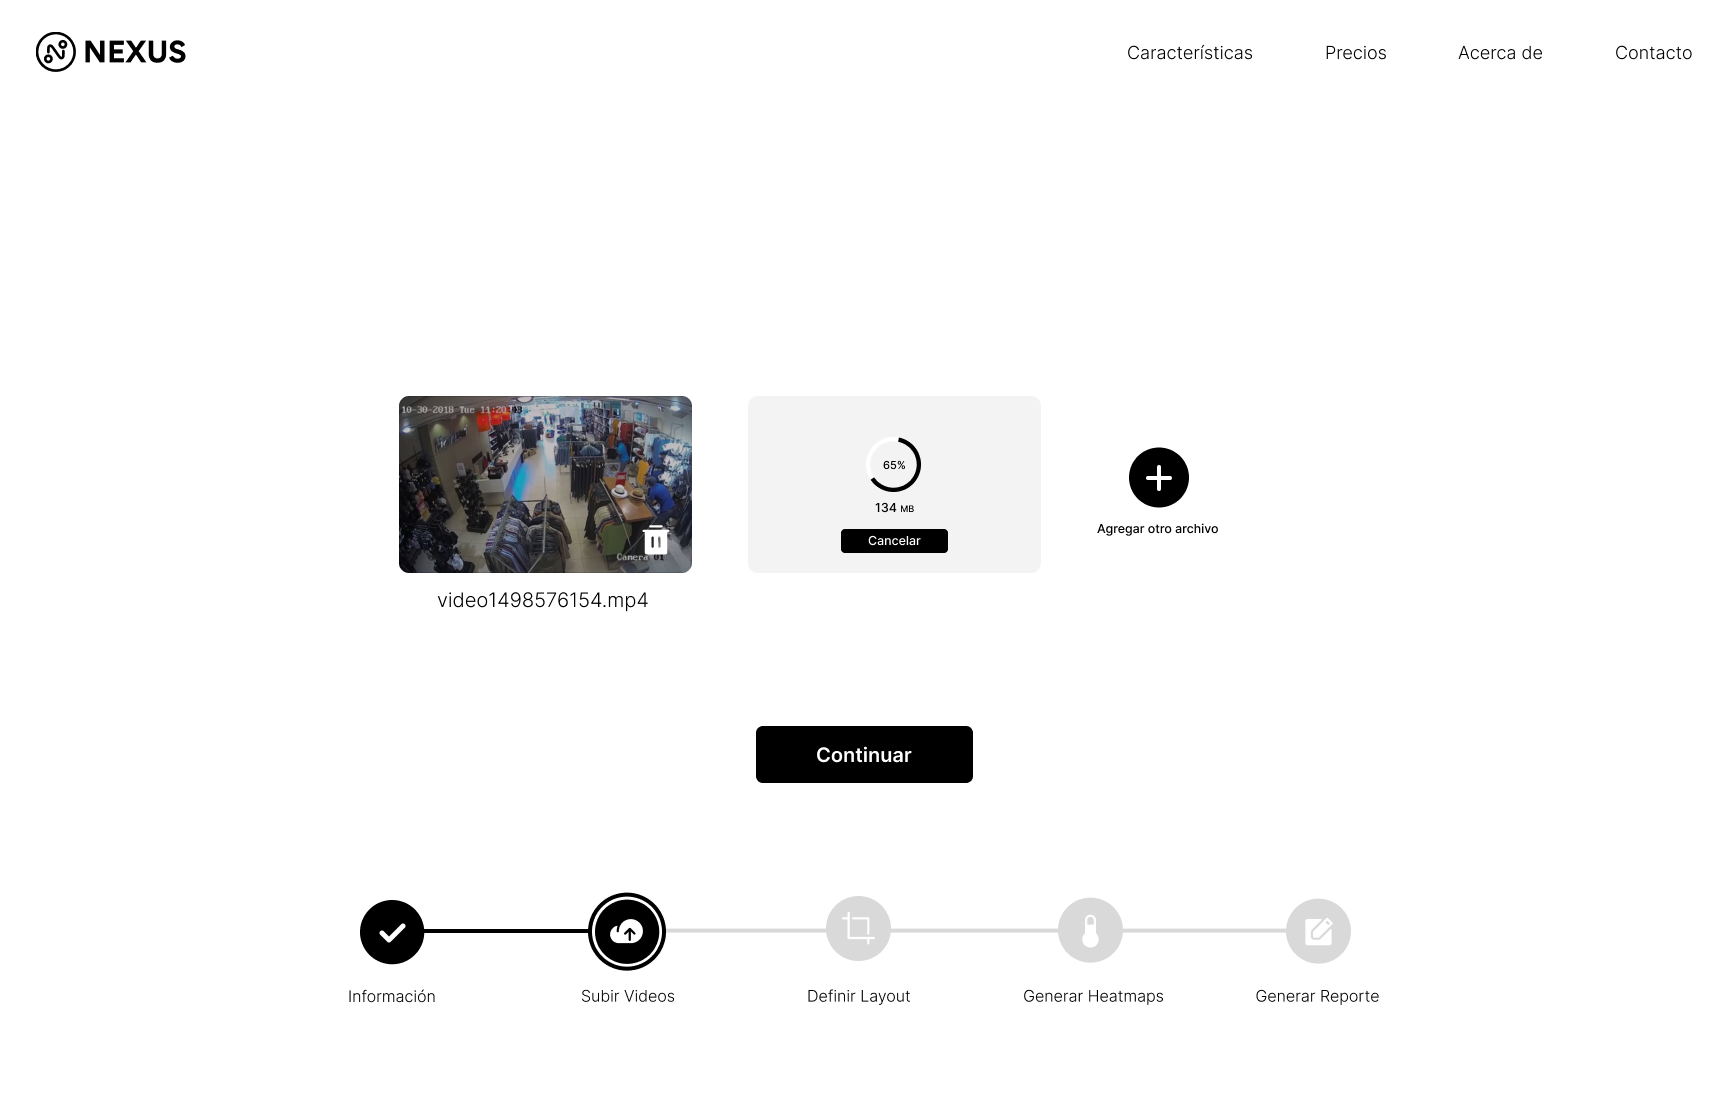 NEXUS
Características
Precios
Acerca de
Contacto
10-30-2018 Tue 11:20:03
Camera 01
video1498576154.mp4
65%
134 MB
Cancelar
Agregar otro archivo
Continuar
Información
Subir Videos
Definir Layout
Generar Heatmaps
Generar Reporte